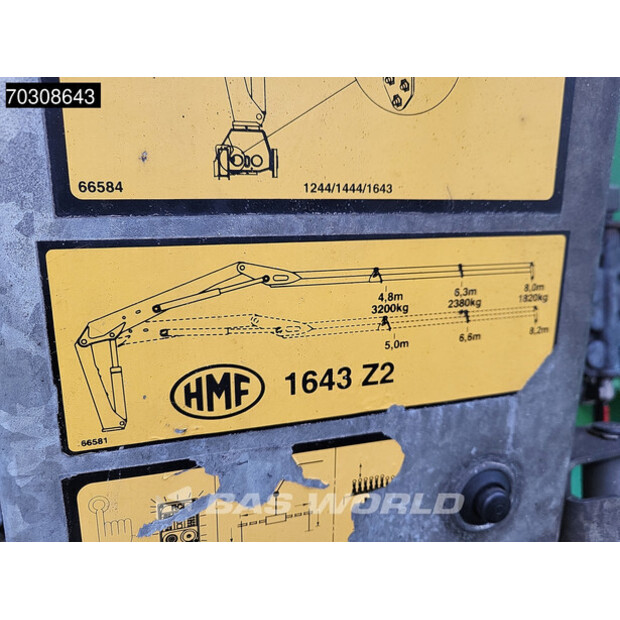 70308643
66584
1244/1444/1643
4,8m
3200kg
6,3m
2380kg
8,0m
1820kg
5,0m
6,6m
8,2m
HMF
1643 Z2
66581
BAS WORLD